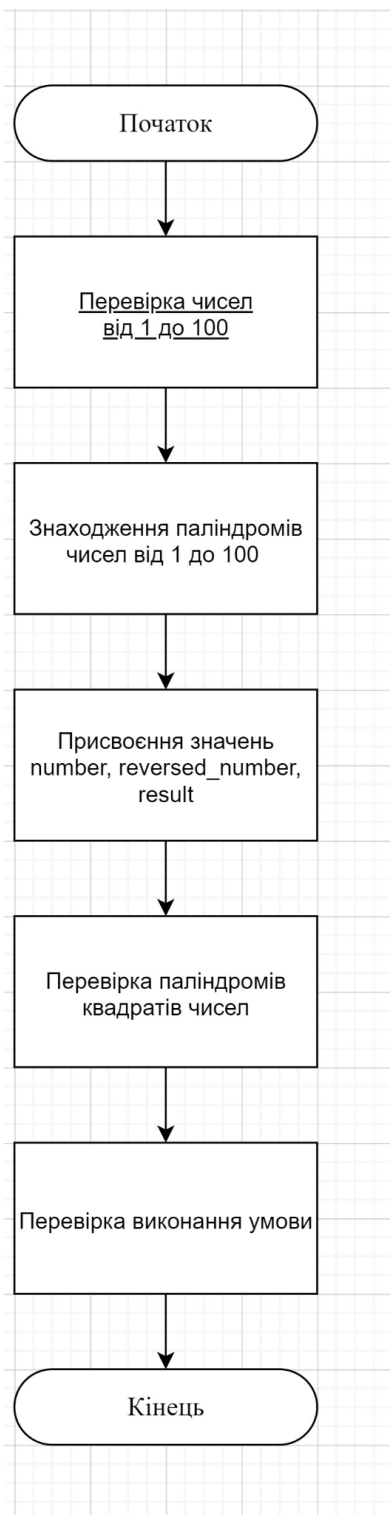 Початок
Перевірка чисел
від 1 до 100
Знаходження паліндромів
чисел від 1 до 100
Присвоєння значень
number, reversed_number,
result
Перевірка паліндромів
квадратів чисел
Перевірка виконання умови
Кінець